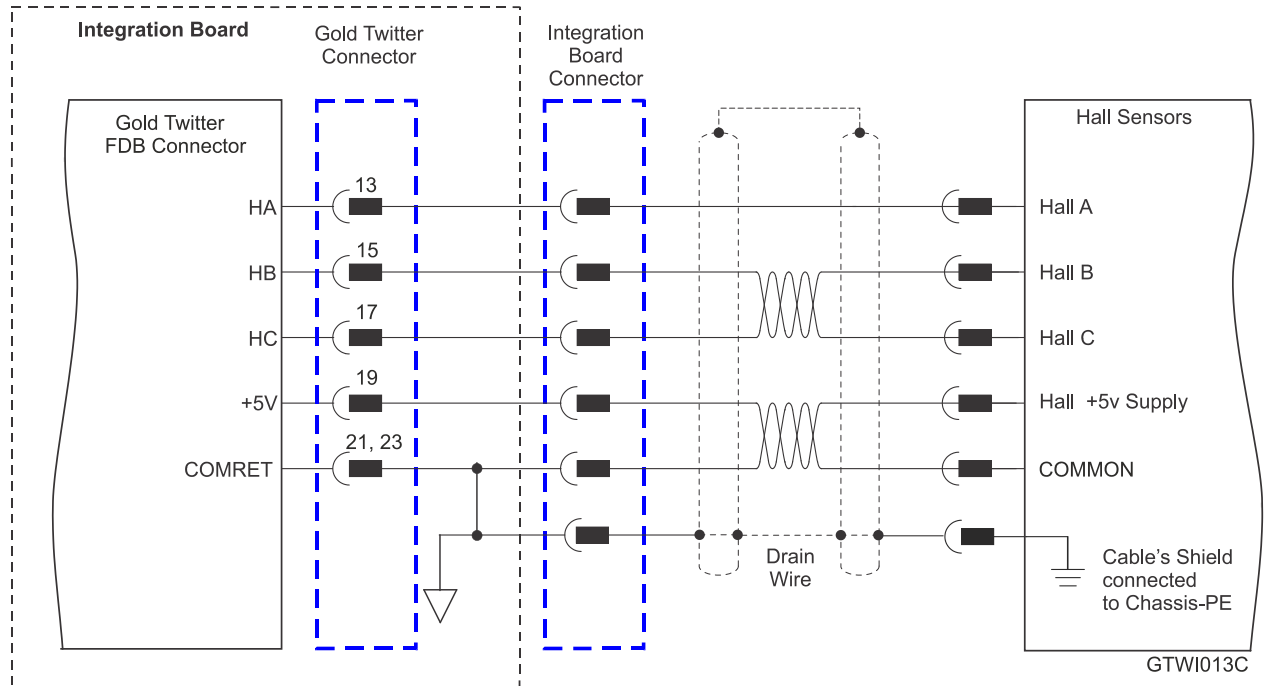 Integration Board
Gold Twitter
Connector
Integration
Board
Connector
Gold Twitter
FDB Connector
Hall Sensors
HA
13
Hall A
HB
15
Hall B
HC
17
Hall C
+5V
19
Hall +5v Supply
COMRET
21, 23
COMMON
Drain
Wire
Cable's Shield
connected
to Chassis-PE
GTWI013C